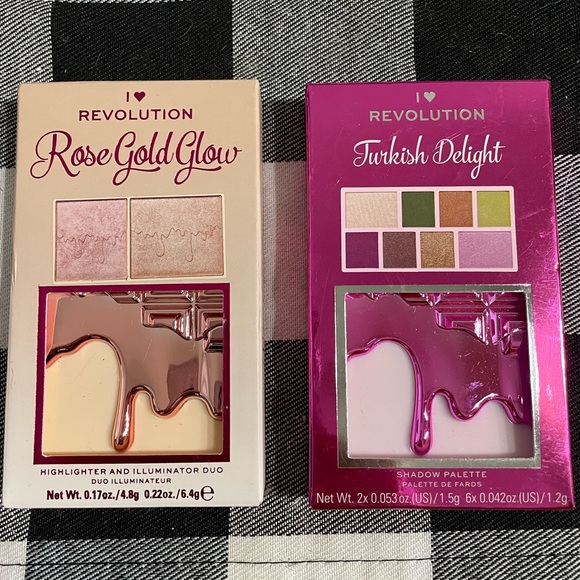 I ♥
REVOLUTION
Rose Gold Glow
HIGHLIGHTER AND ILLUMINATOR DUO
DUO ILLUMINATEUR
Net Wt. 0.17oz./4.8g 0.22oz./6.4g ℮
I ♥
REVOLUTION
Turkish Delight
SHADOW PALETTE
PALETTE DE FARDS
Net Wt. 2x 0.053oz.(US)/1.5g 6x 0.042oz.(US)/1.2g